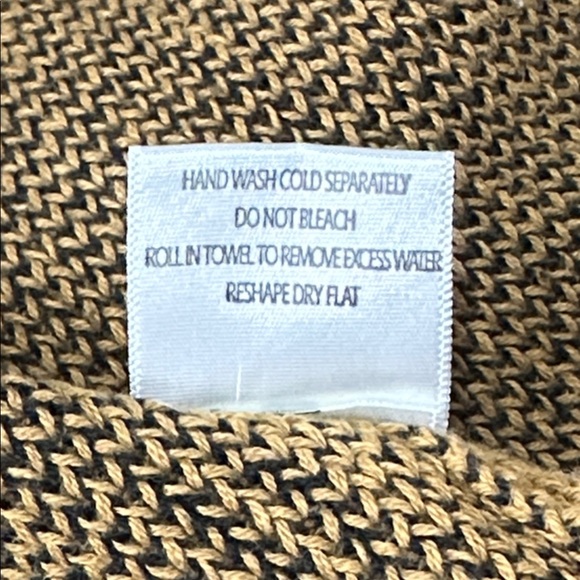 HAND WASH COLD SEPARATELY
DO NOT BLEACH
ROLL IN TOWEL TO REMOVE EXCESS WATER
RESHAPE DRY FLAT